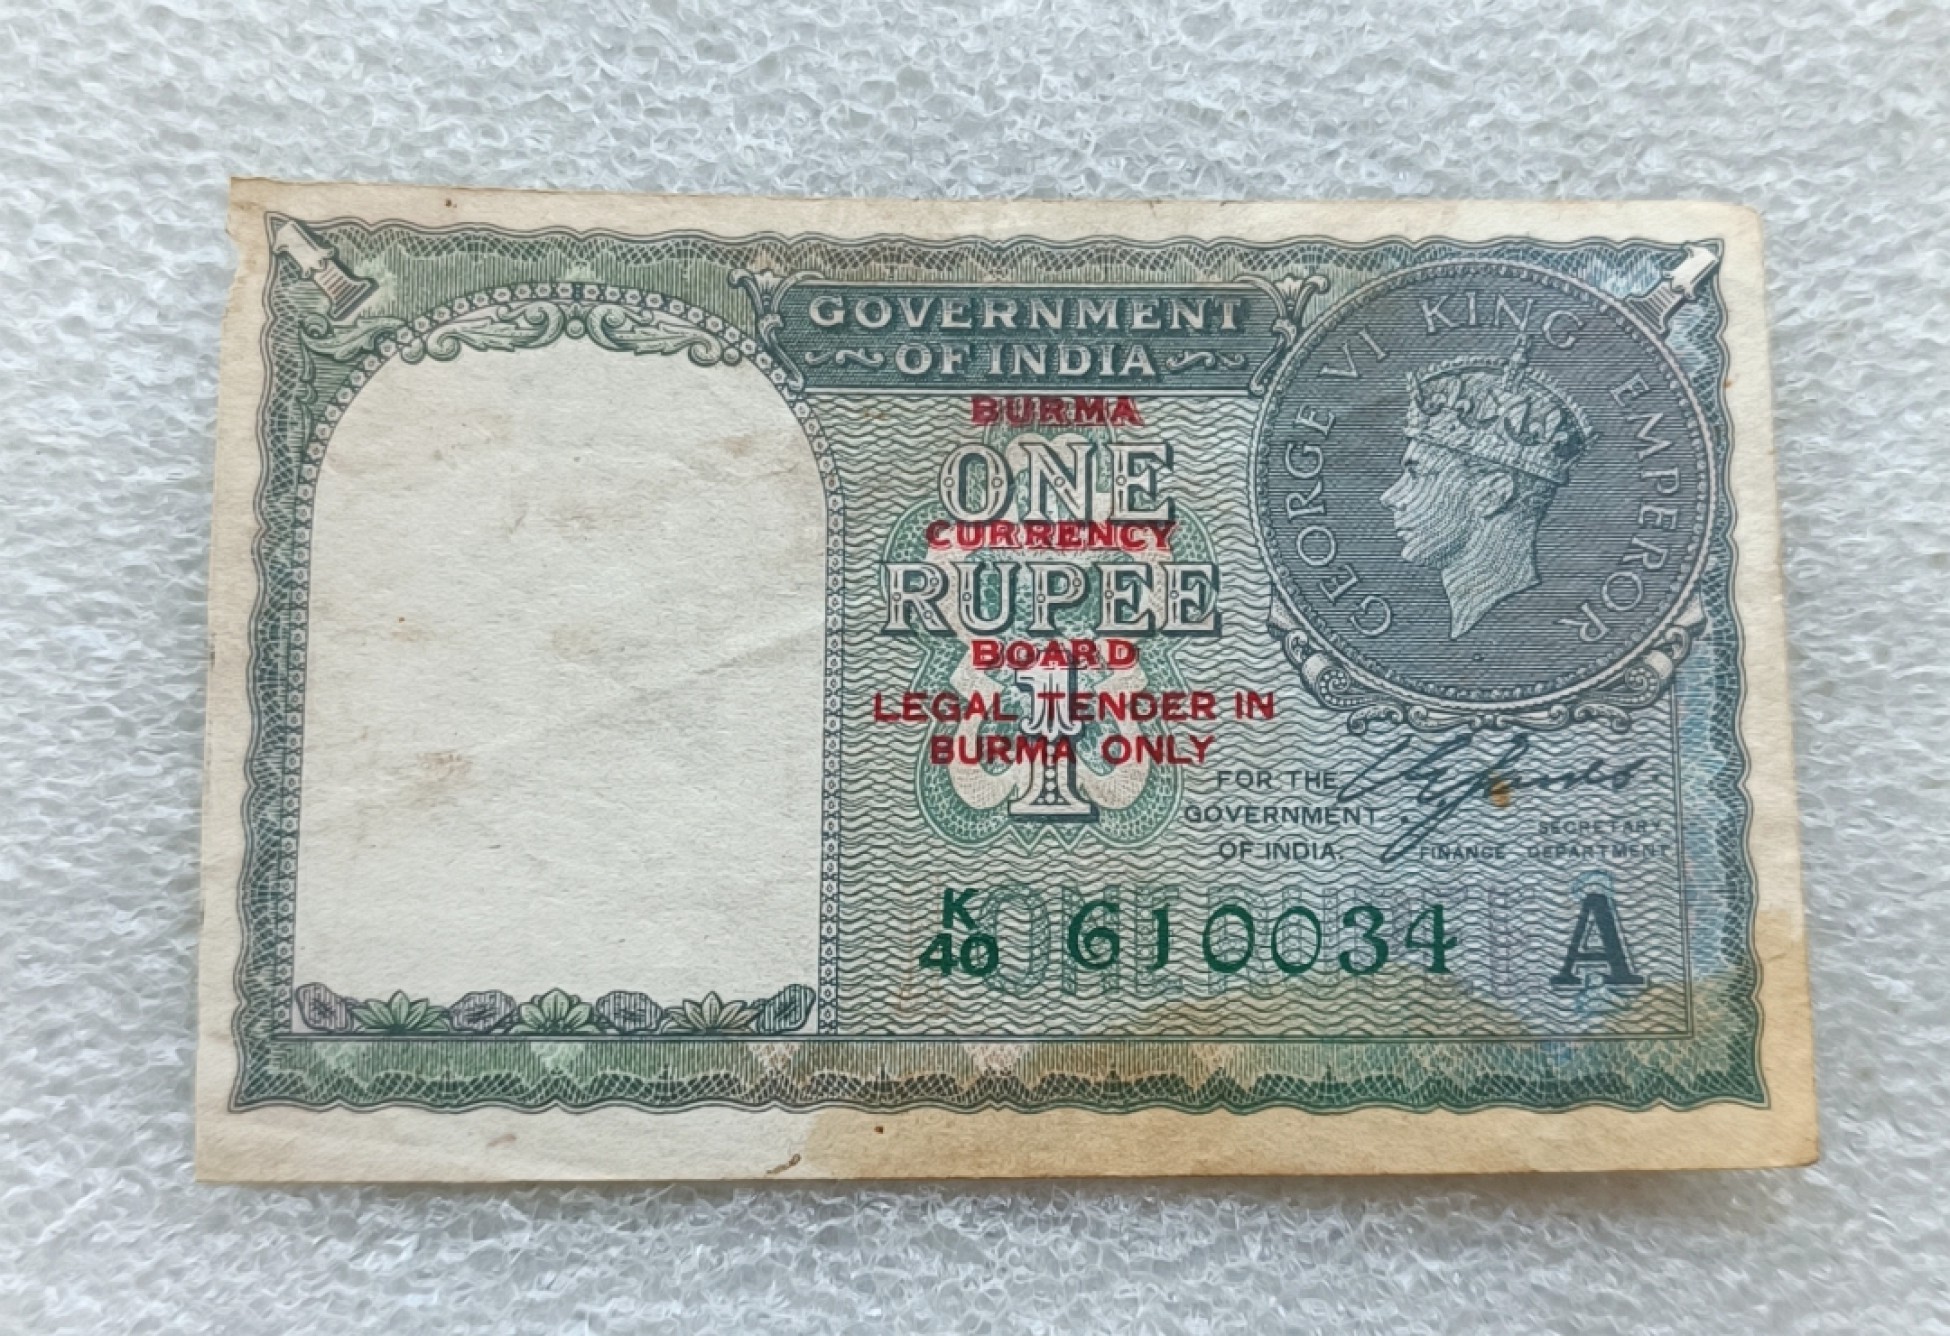 GOVERNMENT
OF INDIA
GEORGE VI KING EMPEROR
BURMA
ONE
CURRENCY
RUPEE
BOARD
1
LEGAL TENDER IN
BURMA ONLY
FOR THE
GOVERNMENT
OF INDIA.
SECRETARY,
FINANCE DEPARTMENT
K
40 610034 A